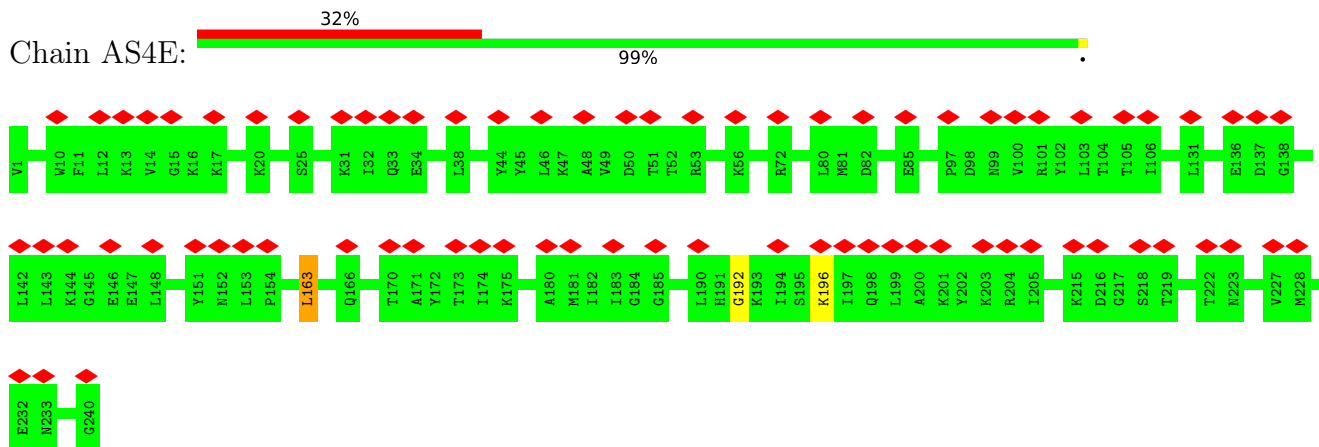 32%
Chain AS4E:
99% •
V1 W10 F11 L12 K13 V14 G15 K16 K17 K20 S25 K31 I32 Q33 E34 L38 Y44 Y45 L46 K47 A48 V49 D50 T51 T52 R53 K56 R72 L80 M81 D82 E85 P97 D98 N99 V100 R101 Y102 L103 T104 T105 I106 L131 E136 D137 G138
L142 L143 K144 G145 E146 E147 L148 Y151 N152 L153 P154 L163 Q166 T170 A171 Y172 T173 I174 K175 A180 M181 I182 I183 G184 G185 L190 H191 G192 K193 I194 S195 K196 I197 Q198 L199 A200 K201 Y202 K203 R204 I205 K215 D216 G217 S218 T219 T222 N223 V227 M228
E232 N233 G240